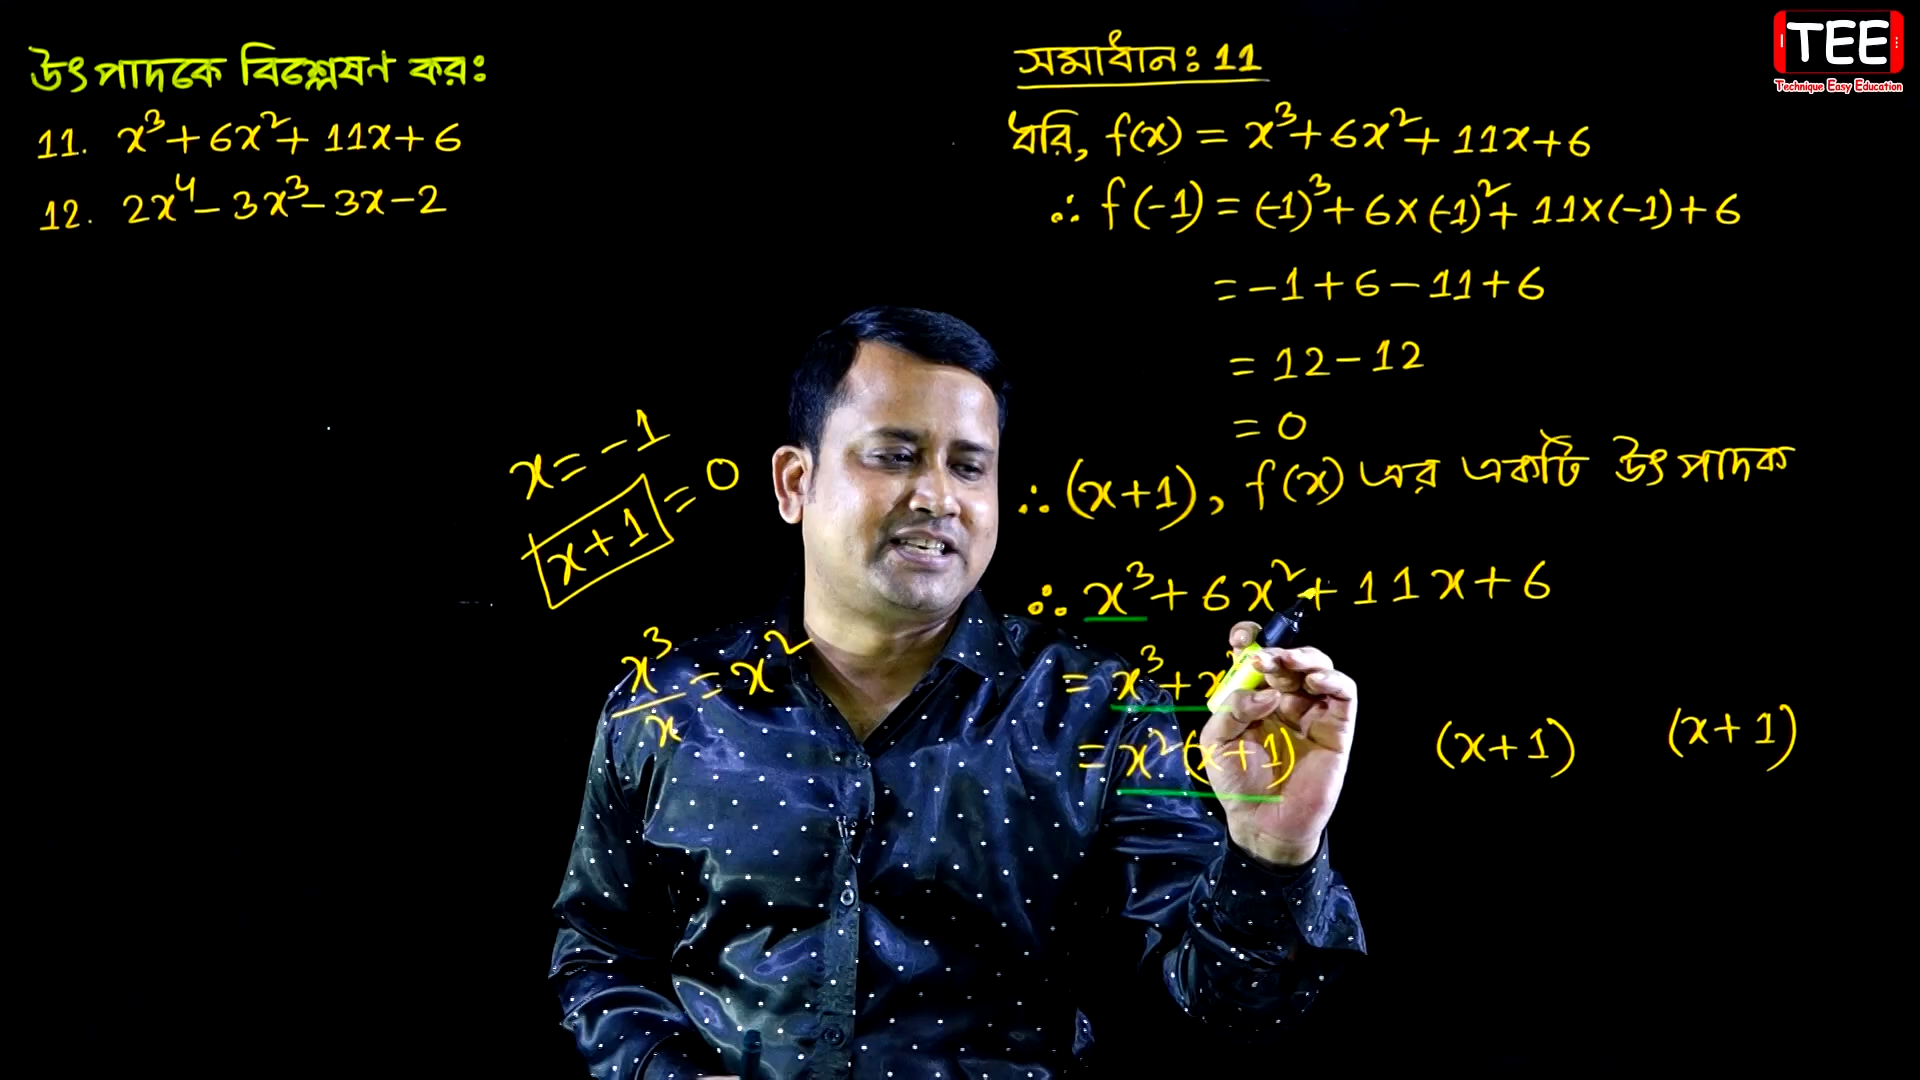 উৎপাদকে বিশ্লেষণ কর:
11. x³ + 6x² + 11x + 6
12. 2x⁴ - 3x³ - 3x - 2
x = -1
x+1 = 0
x³/x = x²
সমাধান: 11
ধরি, f(x) = x³ + 6x² + 11x + 6
∴ f(-1) = (-1)³ + 6×(-1)² + 11×(-1) + 6
= -1 + 6 - 11 + 6
= 12 - 12
= 0
∴ (x+1), f(x) এর একটি উৎপাদক
∴ x³ + 6x² + 11x + 6
= x³ + x²
= x²(x+1) (x+1) (x+1)
TEE
Technique Easy Education